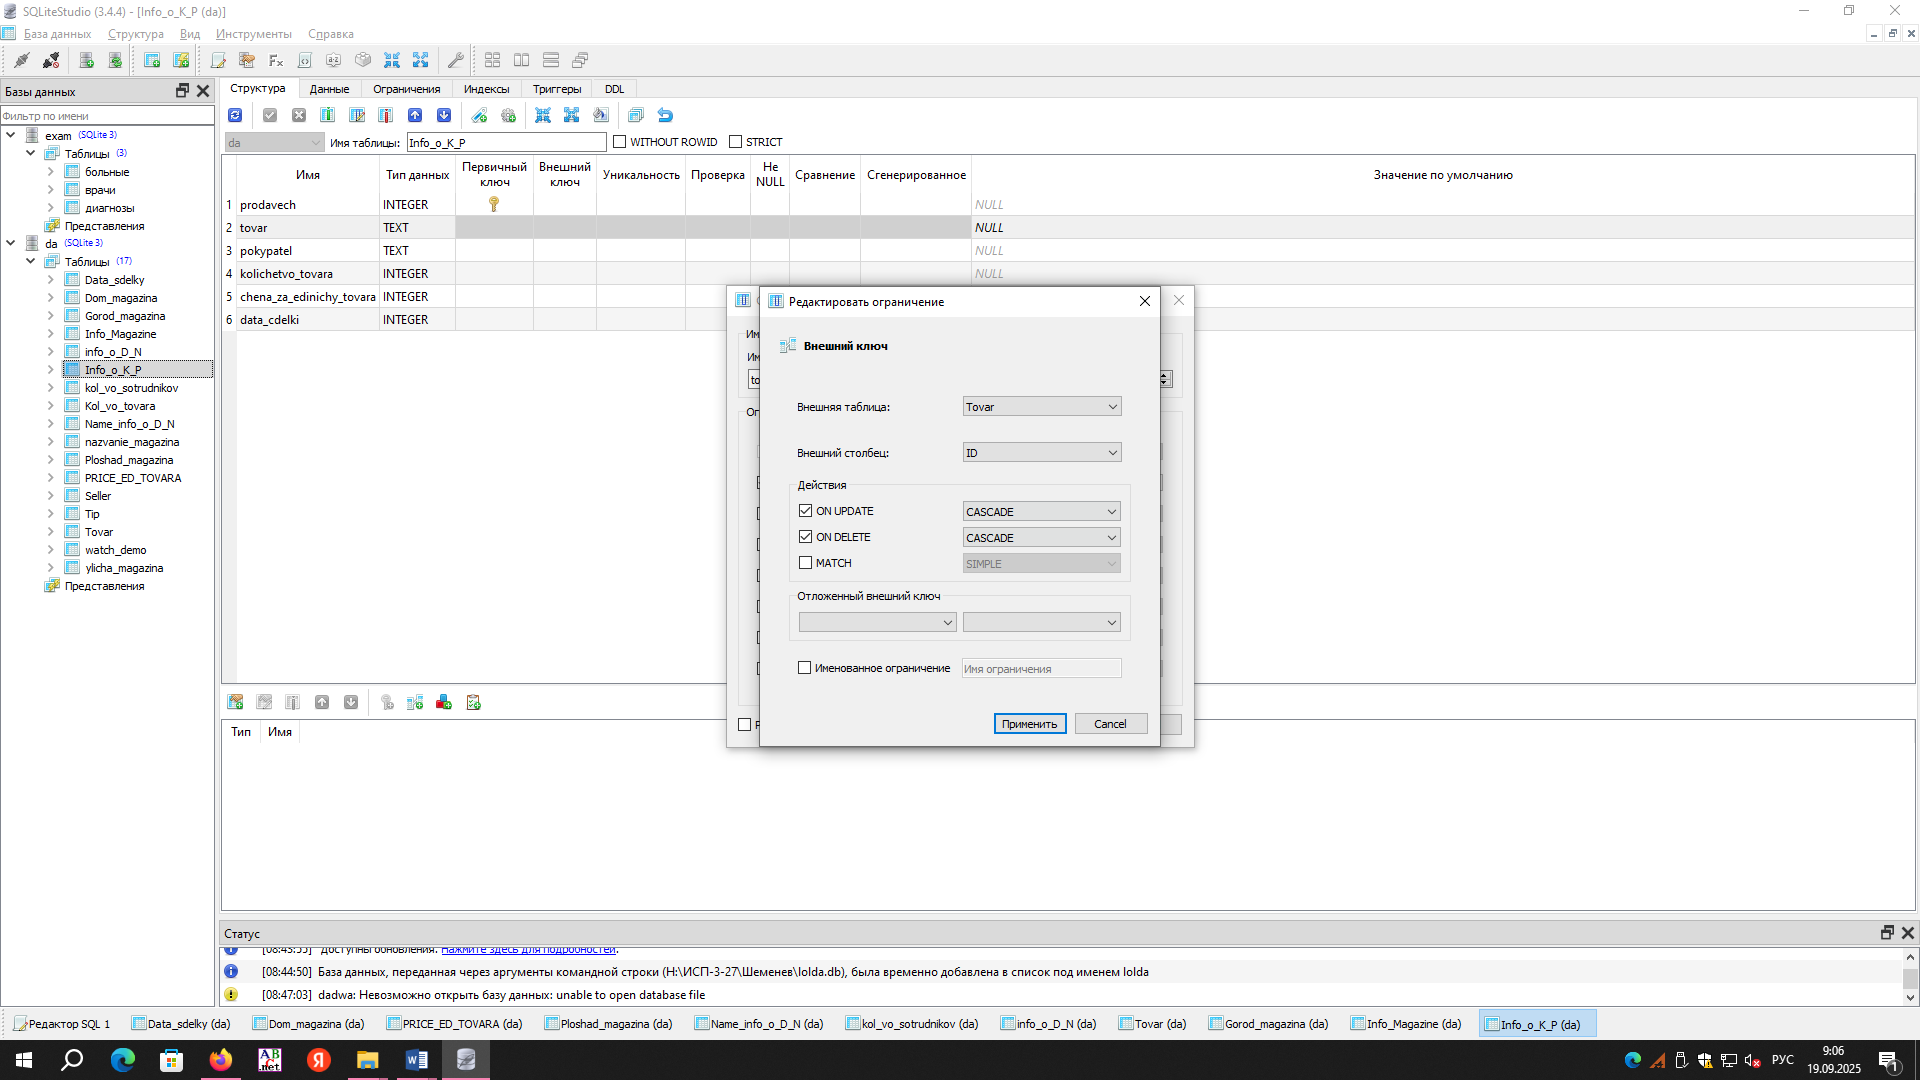 SQLiteStudio (3.4.4) - [Info_o_K_P (da)]
База данных Структура Вид Инструменты Справка
Базы данных
Фильтр по имени
exam (SQLite 3)
Таблицы (3)
больные
врачи
диагнозы
Представления
da (SQLite 3)
Таблицы (17)
Data_sdelky
Dom_magazina
Gorod_magazina
Info_Magazine
info_o_D_N
Info_o_K_P
kol_vo_sotrudnikov
Kol_vo_tovara
Name_info_o_D_N
nazvanie_magazina
Ploshad_magazina
PRICE_ED_TOVARA
Seller
Tip
Tovar
watch_demo
ylicha_magazina
Представления
Структура Данные Ограничения Индексы Триггеры DDL
da Имя таблицы: Info_o_K_P WITHOUT ROWID STRICT
Имя Тип данных Первичный ключ Внешний ключ Уникальность Проверка Не NULL Сравнение Сгенерированное Значение по умолчанию
1 prodavech INTEGER NULL
2 tovar TEXT NULL
3 pokypatel TEXT NULL
4 kolichetvo_tovara INTEGER NULL
5 chena_za_edinichy_tovara INTEGER
6 data_cdelki INTEGER
Редактировать ограничение
Внешний ключ
Внешняя таблица: Tovar
Внешний столбец: ID
Действия
ON UPDATE CASCADE
ON DELETE CASCADE
MATCH SIMPLE
Отложенный внешний ключ
Именованное ограничение Имя ограничения
Применить Cancel
Тип Имя
Статус
[08:43:55] Доступны обновления. Нажмите здесь для подробностей.
[08:44:50] База данных, переданная через аргументы командной строки (H:\ИСП-3-27\Шеменев\lolda.db), была временно добавлена в список под именем lolda
[08:47:03] dadwa: Невозможно открыть базу данных: unable to open database file
Редактор SQL 1 Data_sdelky (da) Dom_magazina (da) PRICE_ED_TOVARA (da) Ploshad_magazina (da) Name_info_o_D_N (da) kol_vo_sotrudnikov (da) info_o_D_N (da) Tovar (da) Gorod_magazina (da) Info_Magazine (da) Info_o_K_P (da)
РУС
9:06
19.09.2025
1